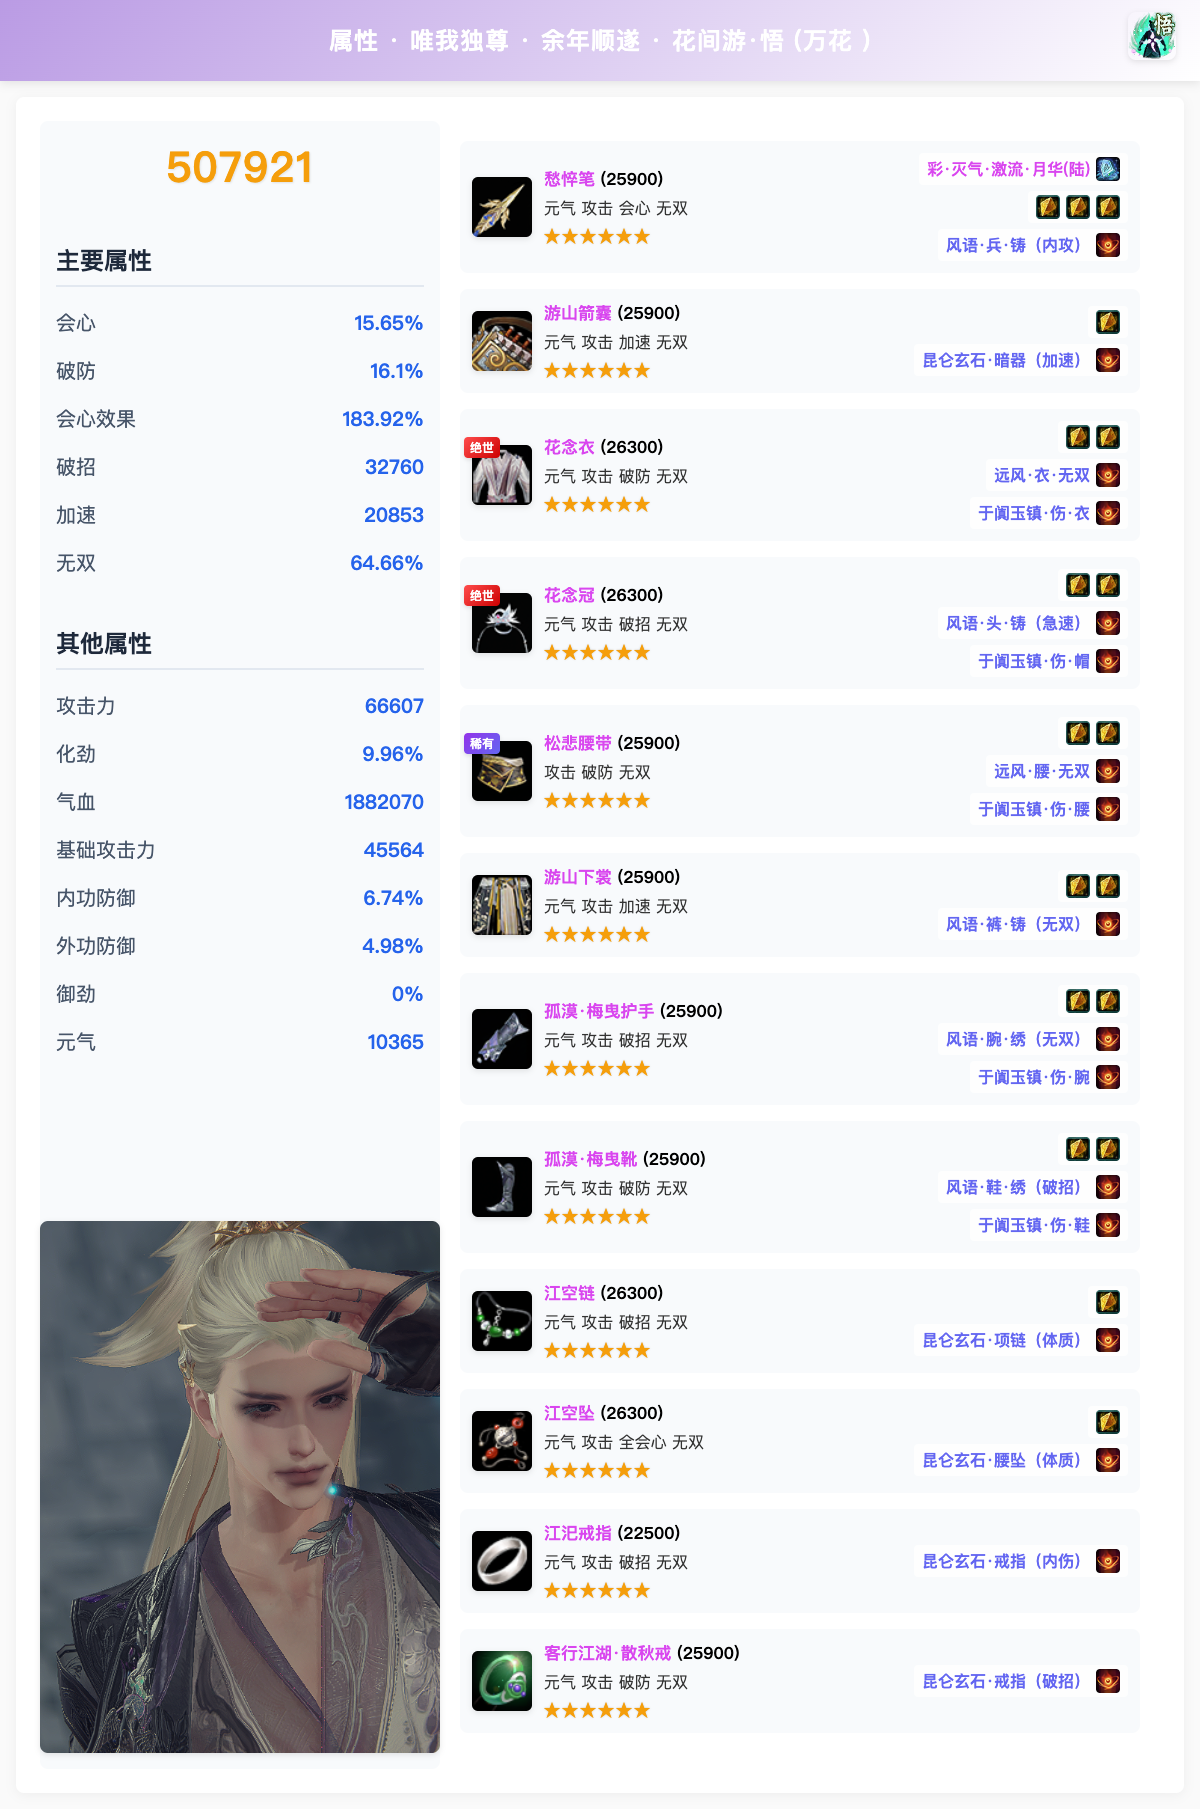 属性 · 唯我独尊 · 余年顺遂 · 花间游·悟 (万花 )
悟
507921
主要属性
会心 15.65%
破防 16.1%
会心效果 183.92%
破招 32760
加速 20853
无双 64.66%
其他属性
攻击力 66607
化劲 9.96%
气血 1882070
基础攻击力 45564
内功防御 6.74%
外功防御 4.98%
御劲 0%
元气 10365
愁悴笔 (25900)
元气 攻击 会心 无双
彩·灭气·激流·月华(陆)
风语·兵·铸（内攻）
游山箭囊 (25900)
元气 攻击 加速 无双
昆仑玄石·暗器（加速）
绝世
花念衣 (26300)
元气 攻击 破防 无双
远风·衣·无双
于阗玉镇·伤·衣
绝世
花念冠 (26300)
元气 攻击 破招 无双
风语·头·铸（急速）
于阗玉镇·伤·帽
稀有
松悲腰带 (25900)
攻击 破防 无双
远风·腰·无双
于阗玉镇·伤·腰
游山下裳 (25900)
元气 攻击 加速 无双
风语·裤·铸（无双）
孤漠·梅曳护手 (25900)
元气 攻击 破招 无双
风语·腕·绣（无双）
于阗玉镇·伤·腕
孤漠·梅曳靴 (25900)
元气 攻击 破防 无双
风语·鞋·绣（破招）
于阗玉镇·伤·鞋
江空链 (26300)
元气 攻击 破招 无双
昆仑玄石·项链（体质）
江空坠 (26300)
元气 攻击 全会心 无双
昆仑玄石·腰坠（体质）
江汜戒指 (22500)
元气 攻击 破招 无双
昆仑玄石·戒指（内伤）
客行江湖·散秋戒 (25900)
元气 攻击 破防 无双
昆仑玄石·戒指（破招）